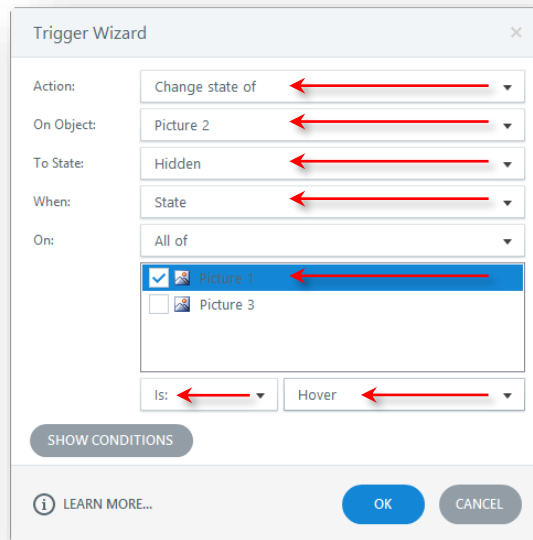 Trigger Wizard
Action: Change state of
On Object: Picture 2
To State: Hidden
When: State
On: All of
Picture 1
Picture 3
Is: Hover
SHOW CONDITIONS
LEARN MORE... OK CANCEL